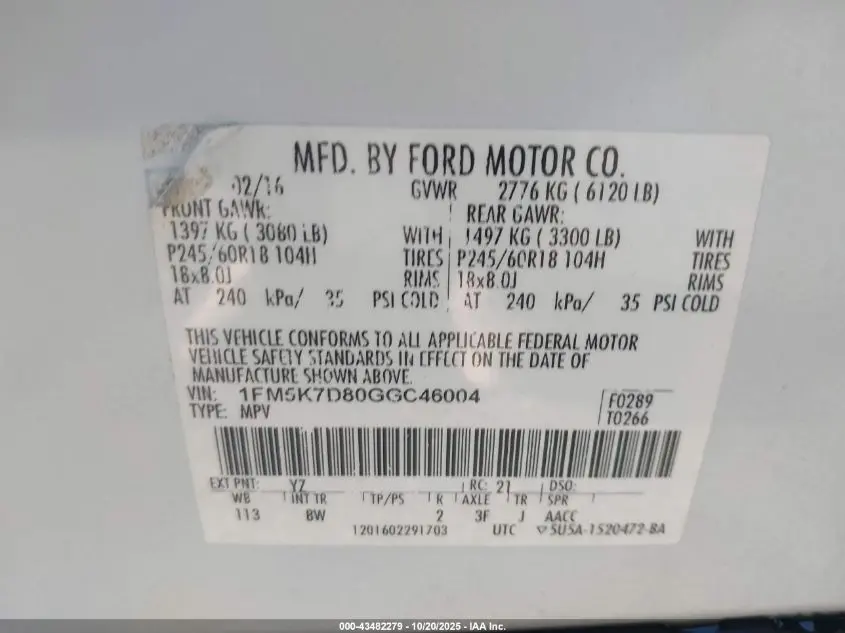 MFD. BY FORD MOTOR CO.
02/16 GVWR 2776 KG ( 6120 LB)
FRONT GAWR: REAR GAWR:
1397 KG ( 3080 LB) WITH 1497 KG ( 3300 LB) WITH
P245/60R18 104H TIRES P245/60R18 104H TIRES
18x8.0J RIMS 18x8.0J RIMS
AT 240 kPa/ 35 PSI COLD AT 240 kPa/ 35 PSI COLD
THIS VEHICLE CONFORMS TO ALL APPLICABLE FEDERAL MOTOR
VEHICLE SAFETY STANDARDS IN EFFECT ON THE DATE OF
MANUFACTURE SHOWN ABOVE.
VIN: 1FM5K7D80GGC46004 F0289
TYPE: MPV T0266
EXT PNT: YZ RC: 21 DSO:
WB INT TR TP/PS R AXLE TR SPR
113 BW 2 3F J AACC
1201602291703 UTC ▽5U5A-1520472-BA
000-43482279 - 10/20/2025 - IAA Inc.